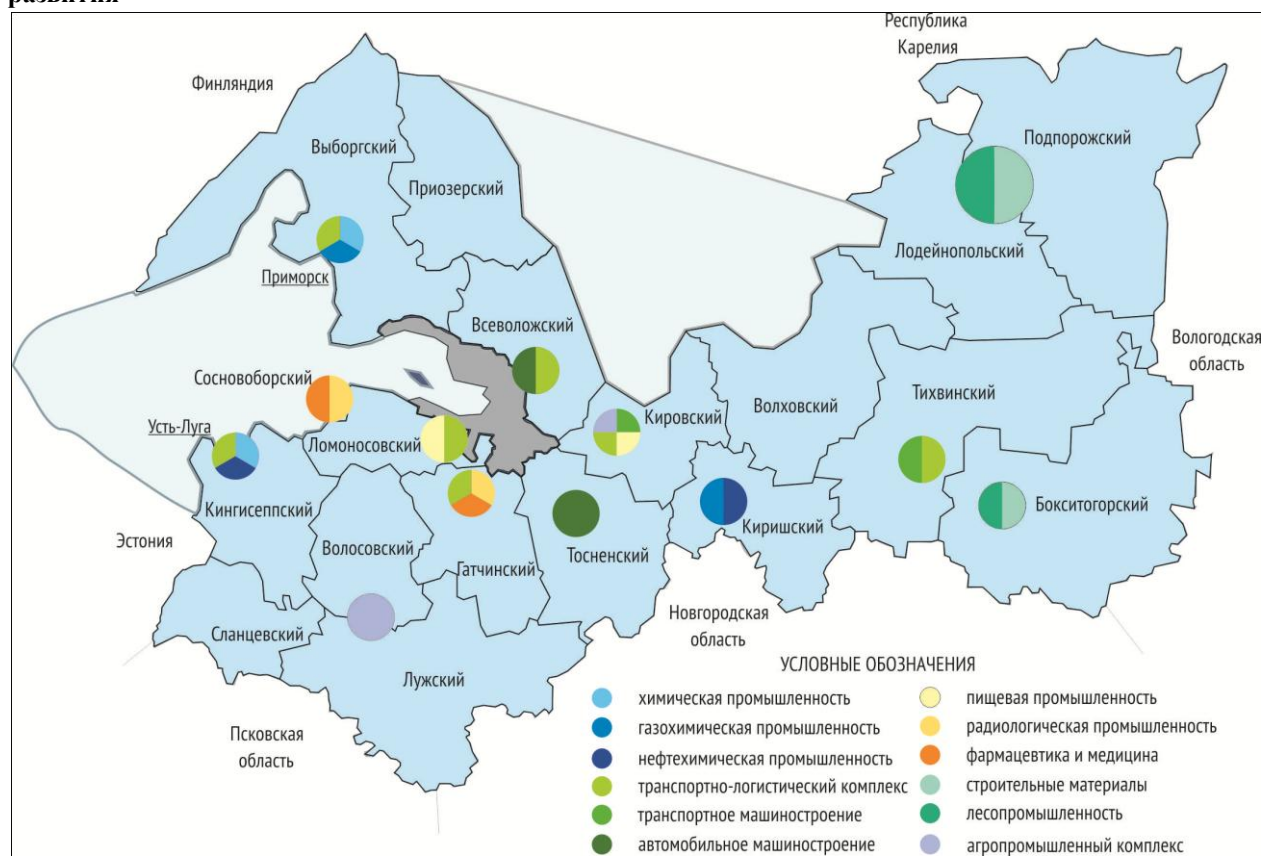 развития
Республика
Карелия
Финляндия
Выборгский
Подпорожский
Приозерский
Лодейнопольский
Приморск
Всеволожский
Вологодская
область
Сосновоборский
Тихвинский
Усть-Луга
Ломоносовский
Кировский
Волховский
Кингисеппский
Бокситогорский
Эстония
Волосовский
Киришский
Гатчинский
Тосненский
Новгородская
область
Сланцевский
Лужский
Псковская
область
УСЛОВНЫЕ ОБОЗНАЧЕНИЯ
химическая промышленность
газохимическая промышленность
нефтехимическая промышленность
транспортно-логистический комплекс
транспортное машиностроение
автомобильное машиностроение
пищевая промышленность
радиологическая промышленность
фармацевтика и медицина
строительные материалы
лесопромышленность
агропромышленный комплекс